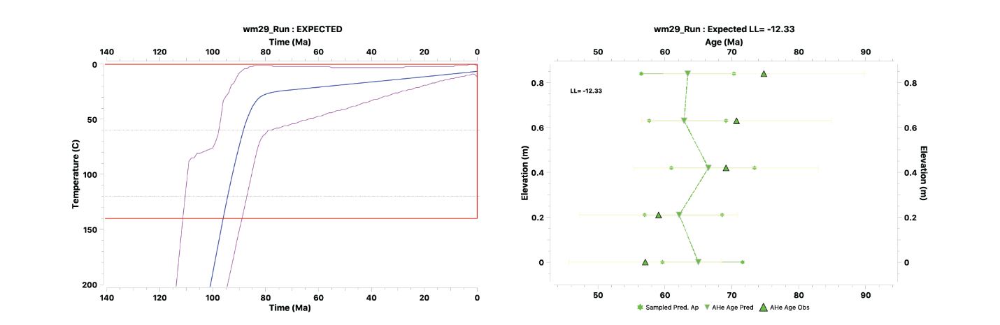 wm29_Run : EXPECTED
Time (Ma)
140 120 100 80 60 40 20 0
0
50
100
150
200
Temperature (C)
140 120 100 80 60 40 20 0
Time (Ma)
wm29_Run : Expected LL= -12.33
Age (Ma)
50 60 70 80 90
LL= -12.33
0.8 0.8
0.6 0.6
0.4 0.4
0.2 0.2
0 0
Elevation (m)
Elevation (m)
50 60 70 80 90
Sampled Pred. Ap AHe Age Pred AHe Age Obs